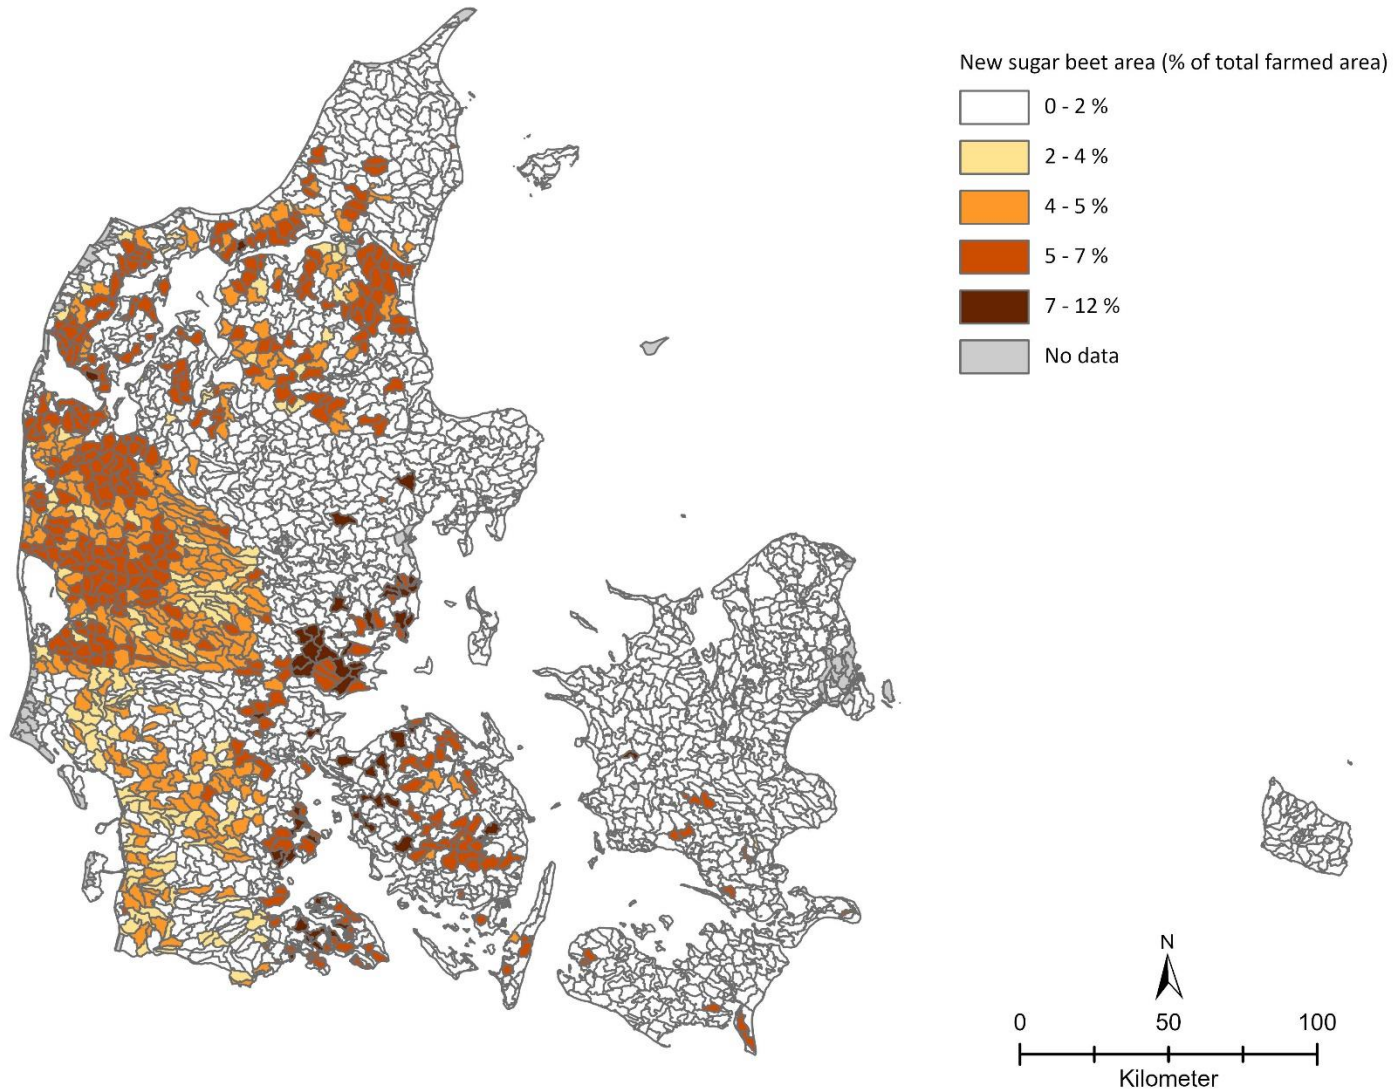 New sugar beet area (% of total farmed area)
0 - 2 %
2 - 4 %
4 - 5 %
5 - 7 %
7 - 12 %
No data
N
0 50 100
Kilometer